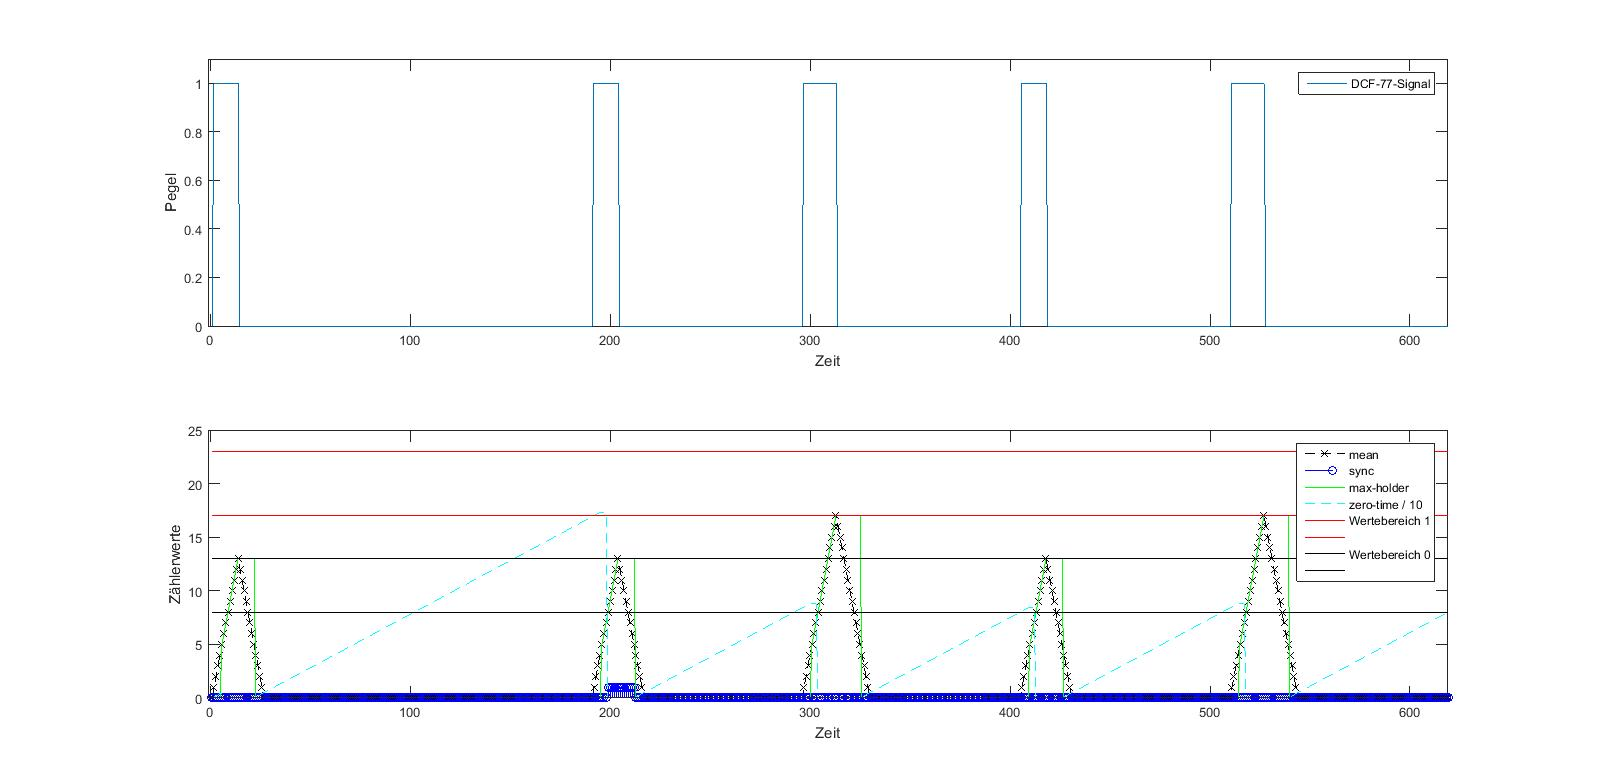 1
0.8
0.6
0.4
0.2
0
Pegel
DCF-77-Signal
0 100 200 300 400 500 600
Zeit
25
20
15
10
5
0
Zählerwerte
mean
sync
max-holder
zero-time / 10
Wertebereich 1
Wertebereich 0
0 100 200 300 400 500 600
Zeit